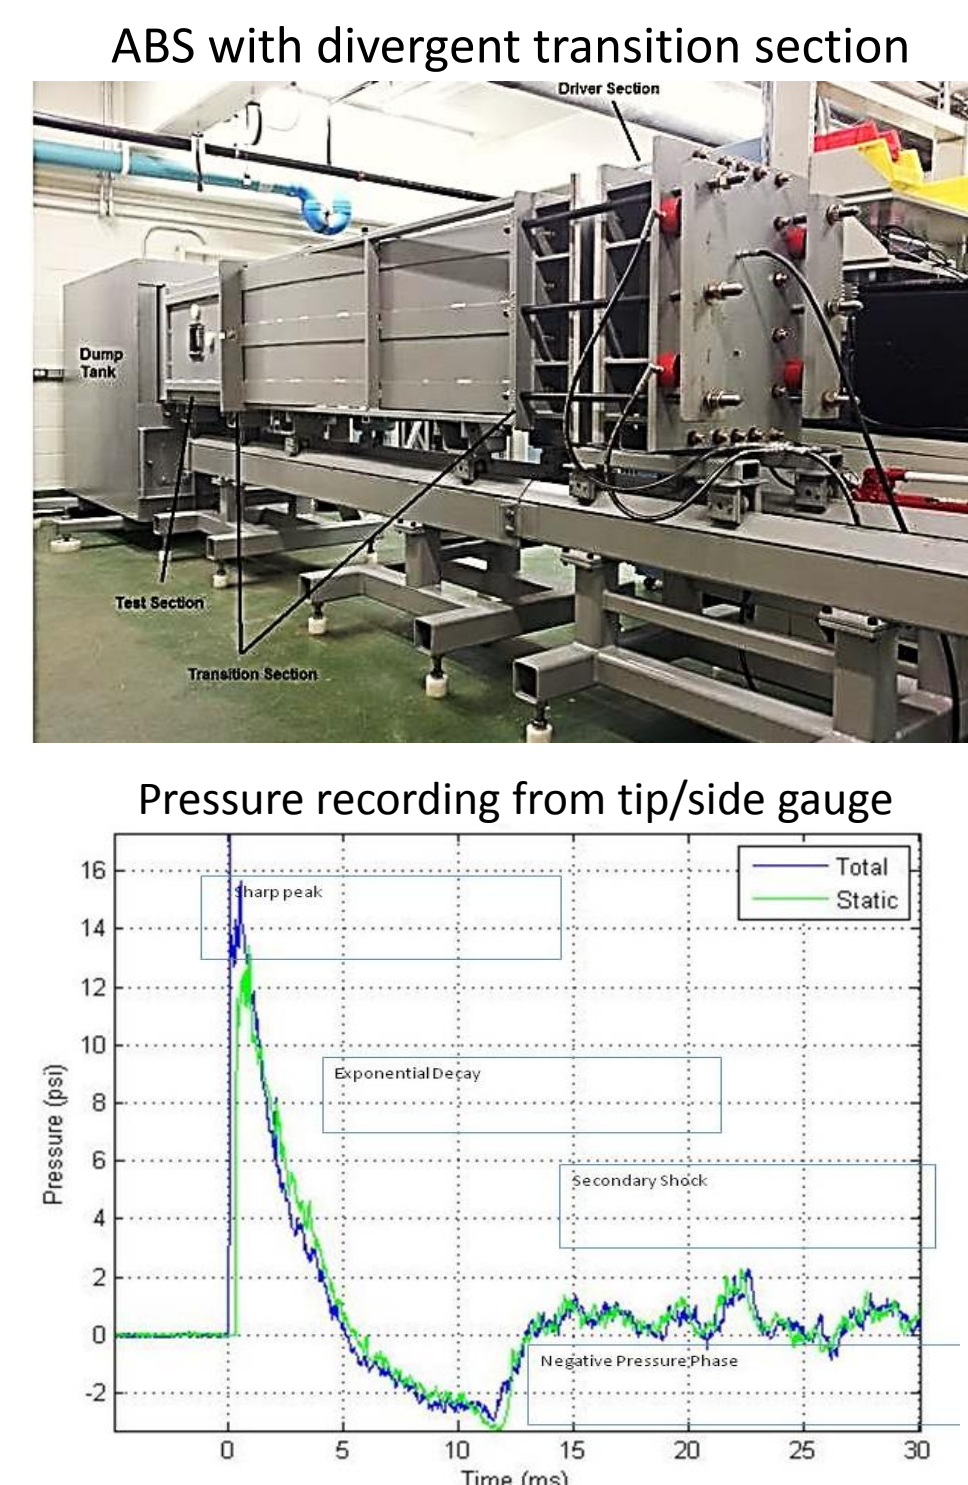 ABS with divergent transition section
Driver Section
Dump
Tank
Test Section
Transition Section
Pressure recording from tip/side gauge
16
Total
Sharp peak
Static
14
12
10
Exponential Decay
8
Pressure (psi)
6
Secondary Shock
4
2
0
Negative Pressure Phase
-2
0 5 10 15 20 25 30
Time (ms)